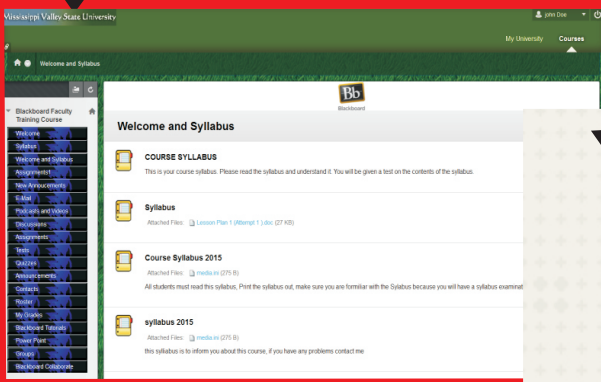 Mississippi Valley State University
john Doe
My University Courses
Welcome and Syllabus
Bb
Blackboard
Blackboard Faculty
Training Course
Welcome
Syllabus
Welcome and Syllabus
Assignments1
New Annoucements
E-Mail
Podcasts and Videos
Discussions
Assignments
Tests
Quizzes
Announcements
Contacts
Roster
My Grades
Blackboard Tutorials
Power Point
Groups
Blackboard Collaborate
Welcome and Syllabus
COURSE SYLLABUS
This is your course syllabus. Please read the syllabus and understand it. You will be given a test on the contents of the syllabus.
Syllabus
Attached Files: Lesson Plan 1 (Attempt 1 ).doc (27 KB)
Course Syllabus 2015
Attached Files: media.ini (275 B)
All students must read this syllabus, Print the syllabus out, make sure you are formiliar with the Sylabus because you will have a syllabus examinat
syllabus 2015
Attached Files: media.ini (275 B)
this sylliabus is to inform you about this course, if you have any problems contact me